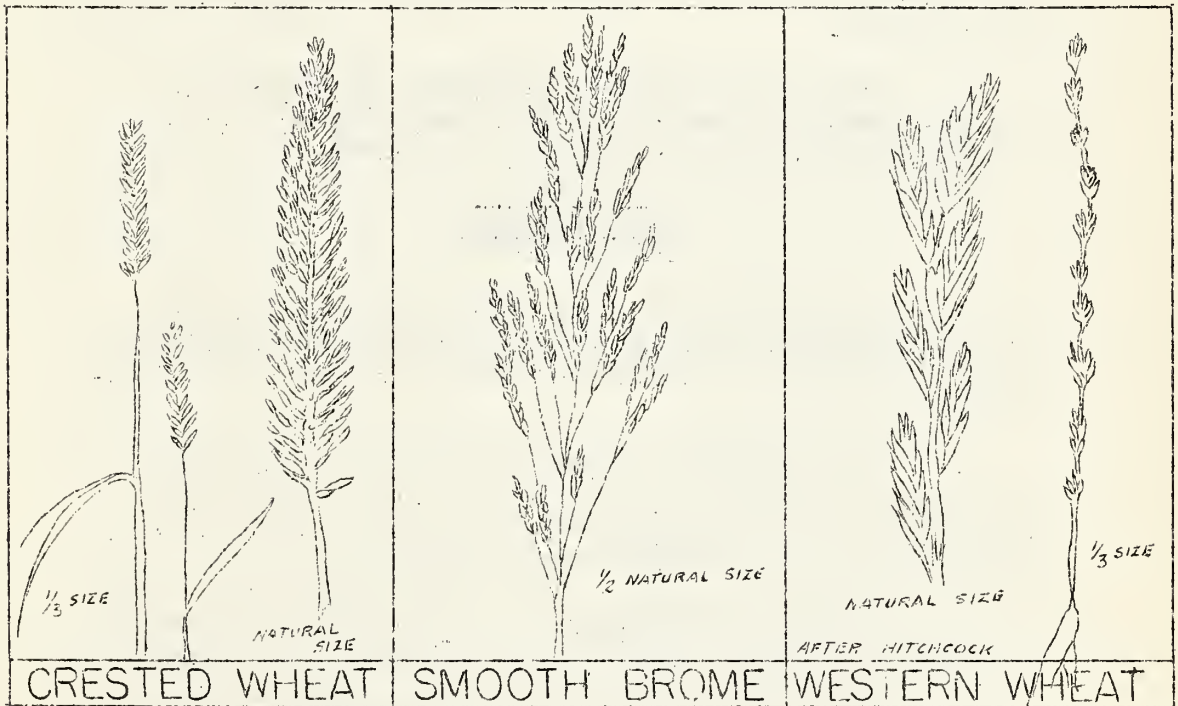 1/3 SIZE
NATURAL
SIZE
CRESTED WHEAT
1/2 NATURAL SIZE
SMOOTH BROME
NATURAL SIZE
1/3 SIZE
AFTER HITCHCOCK
WESTERN WHEAT